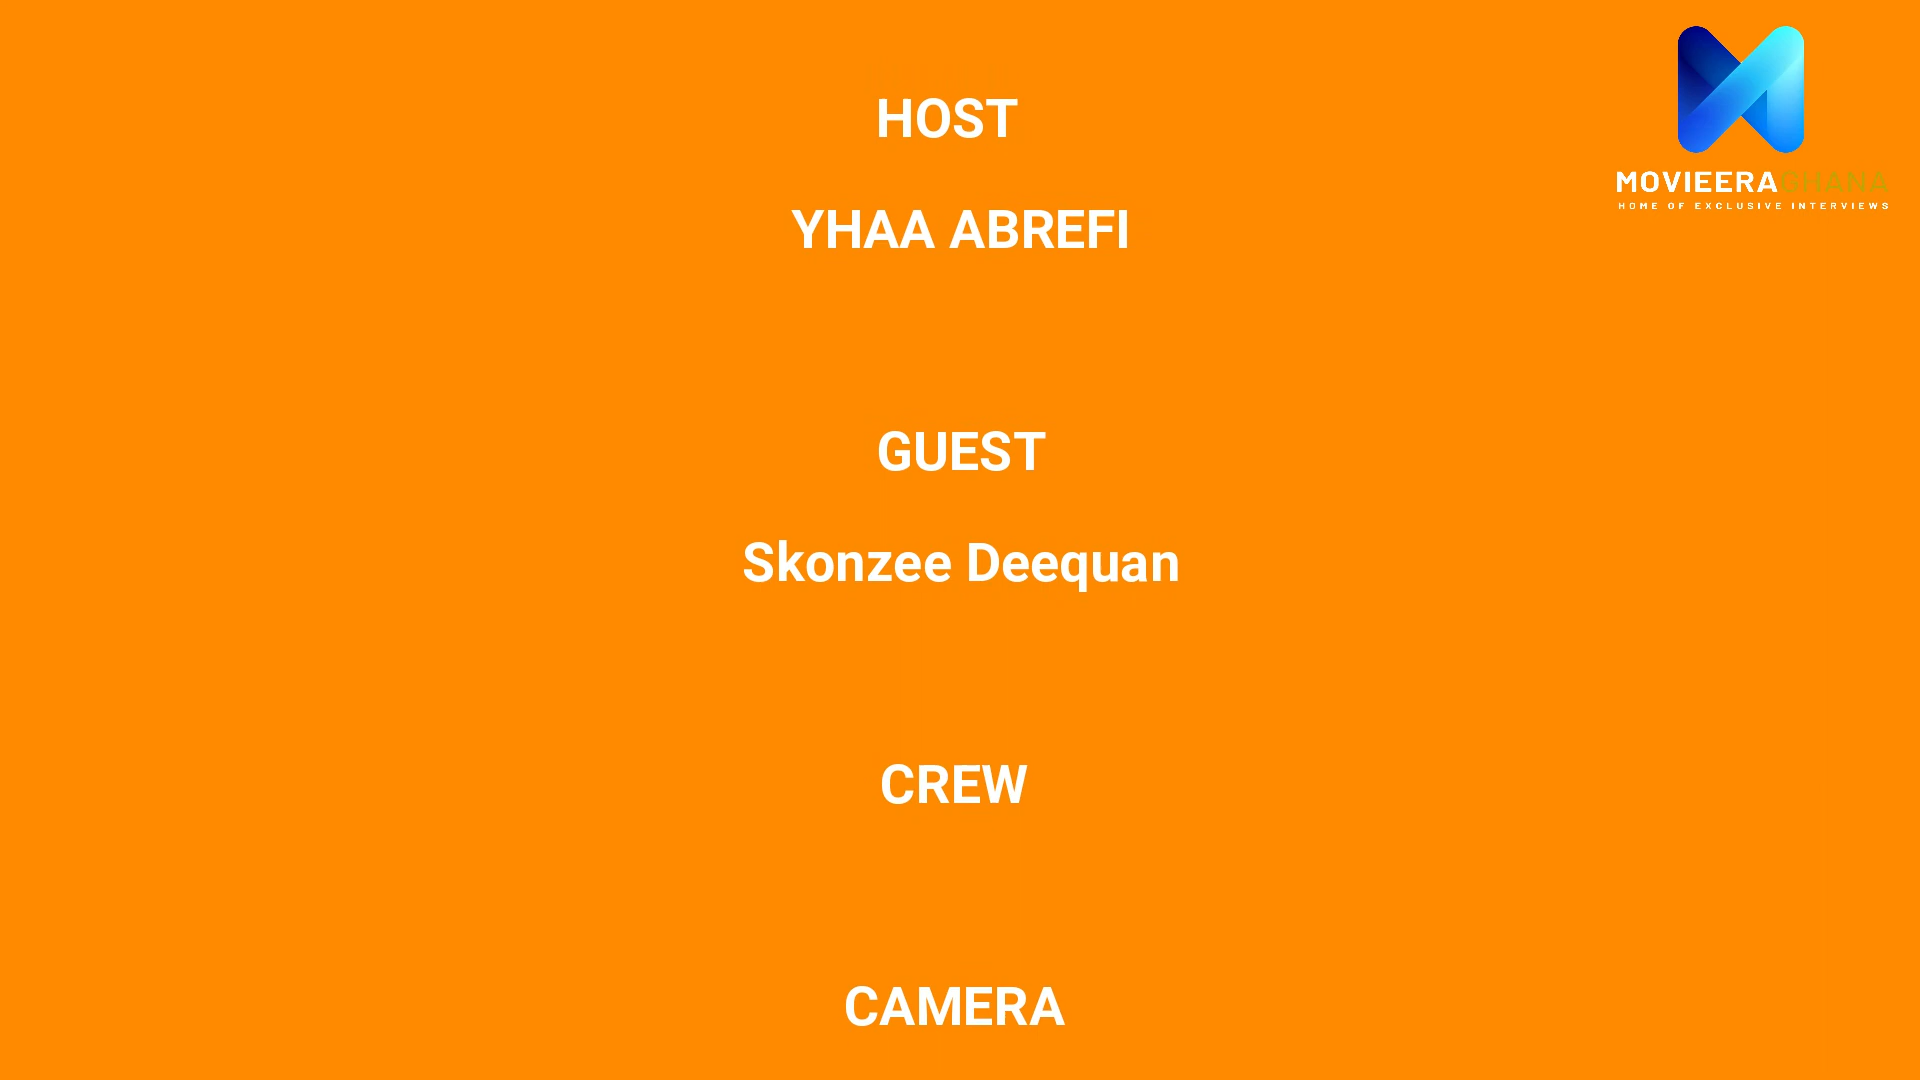 HOST
YHAA ABREFI
GUEST
Skonzee Deequan
CREW
CAMERA
MOVIEERAGHANA
HOME OF EXCLUSIVE INTERVIEWS